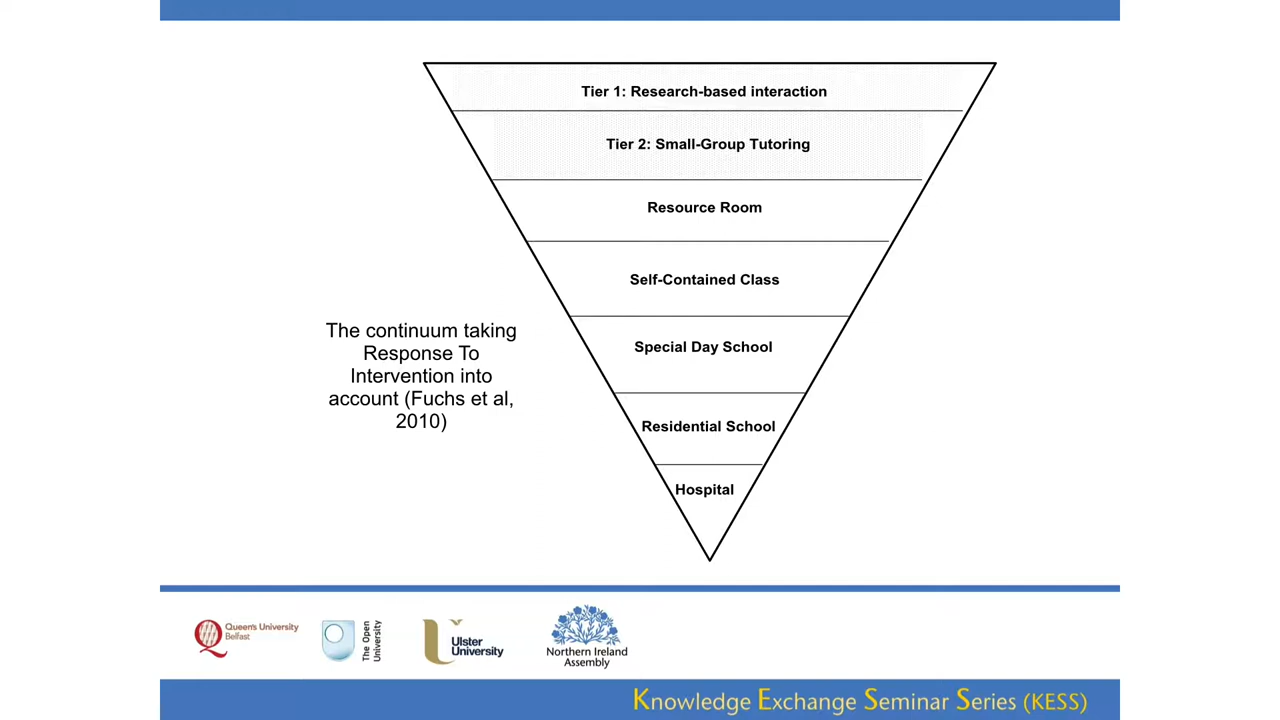 Tier 1: Research-based interaction
Tier 2: Small-Group Tutoring
Resource Room
Self-Contained Class
Special Day School
Residential School
Hospital
The continuum taking
Response To
Intervention into
account (Fuchs et al,
2010)
Queen's University
Belfast
The Open
University
Ulster
University
Northern Ireland
Assembly
Knowledge Exchange Seminar Series (KESS)